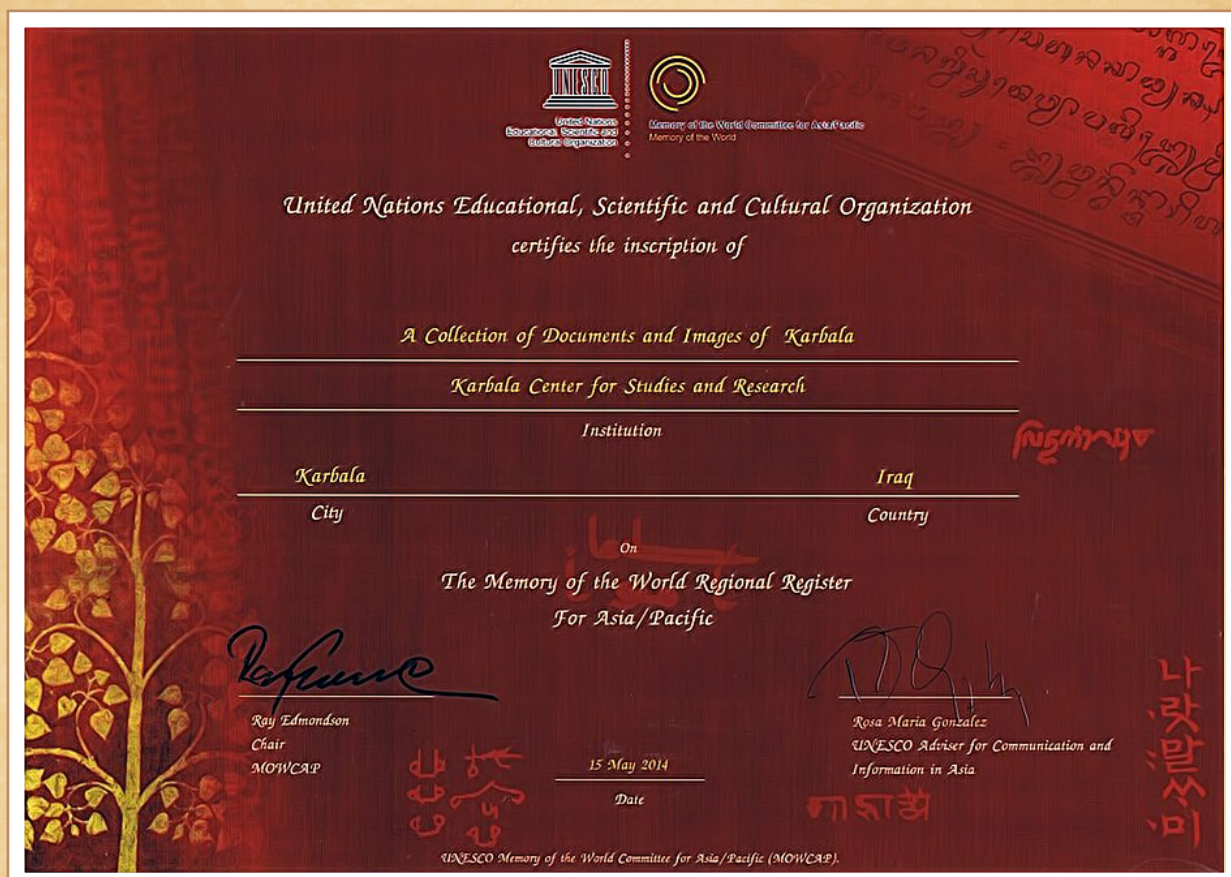 UNESCO
United Nations
Educational, Scientific and
Cultural Organization
Memory of the World Committee for Asia/Pacific
Memory of the World
United Nations Educational, Scientific and Cultural Organization
certifies the inscription of
A Collection of Documents and Images of Karbala
Karbala Center for Studies and Research
Institution
Karbala Iraq
City Country
On
The Memory of the World Regional Register
For Asia/Pacific
Ray Edmondson
Chair
MOWCAP
15 May 2014
Date
Rosa Maria Gonzalez
UNESCO Adviser for Communication and
Information in Asia
나랏말ᄊᆞ미
UNESCO Memory of the World Committee for Asia/Pacific (MOWCAP).